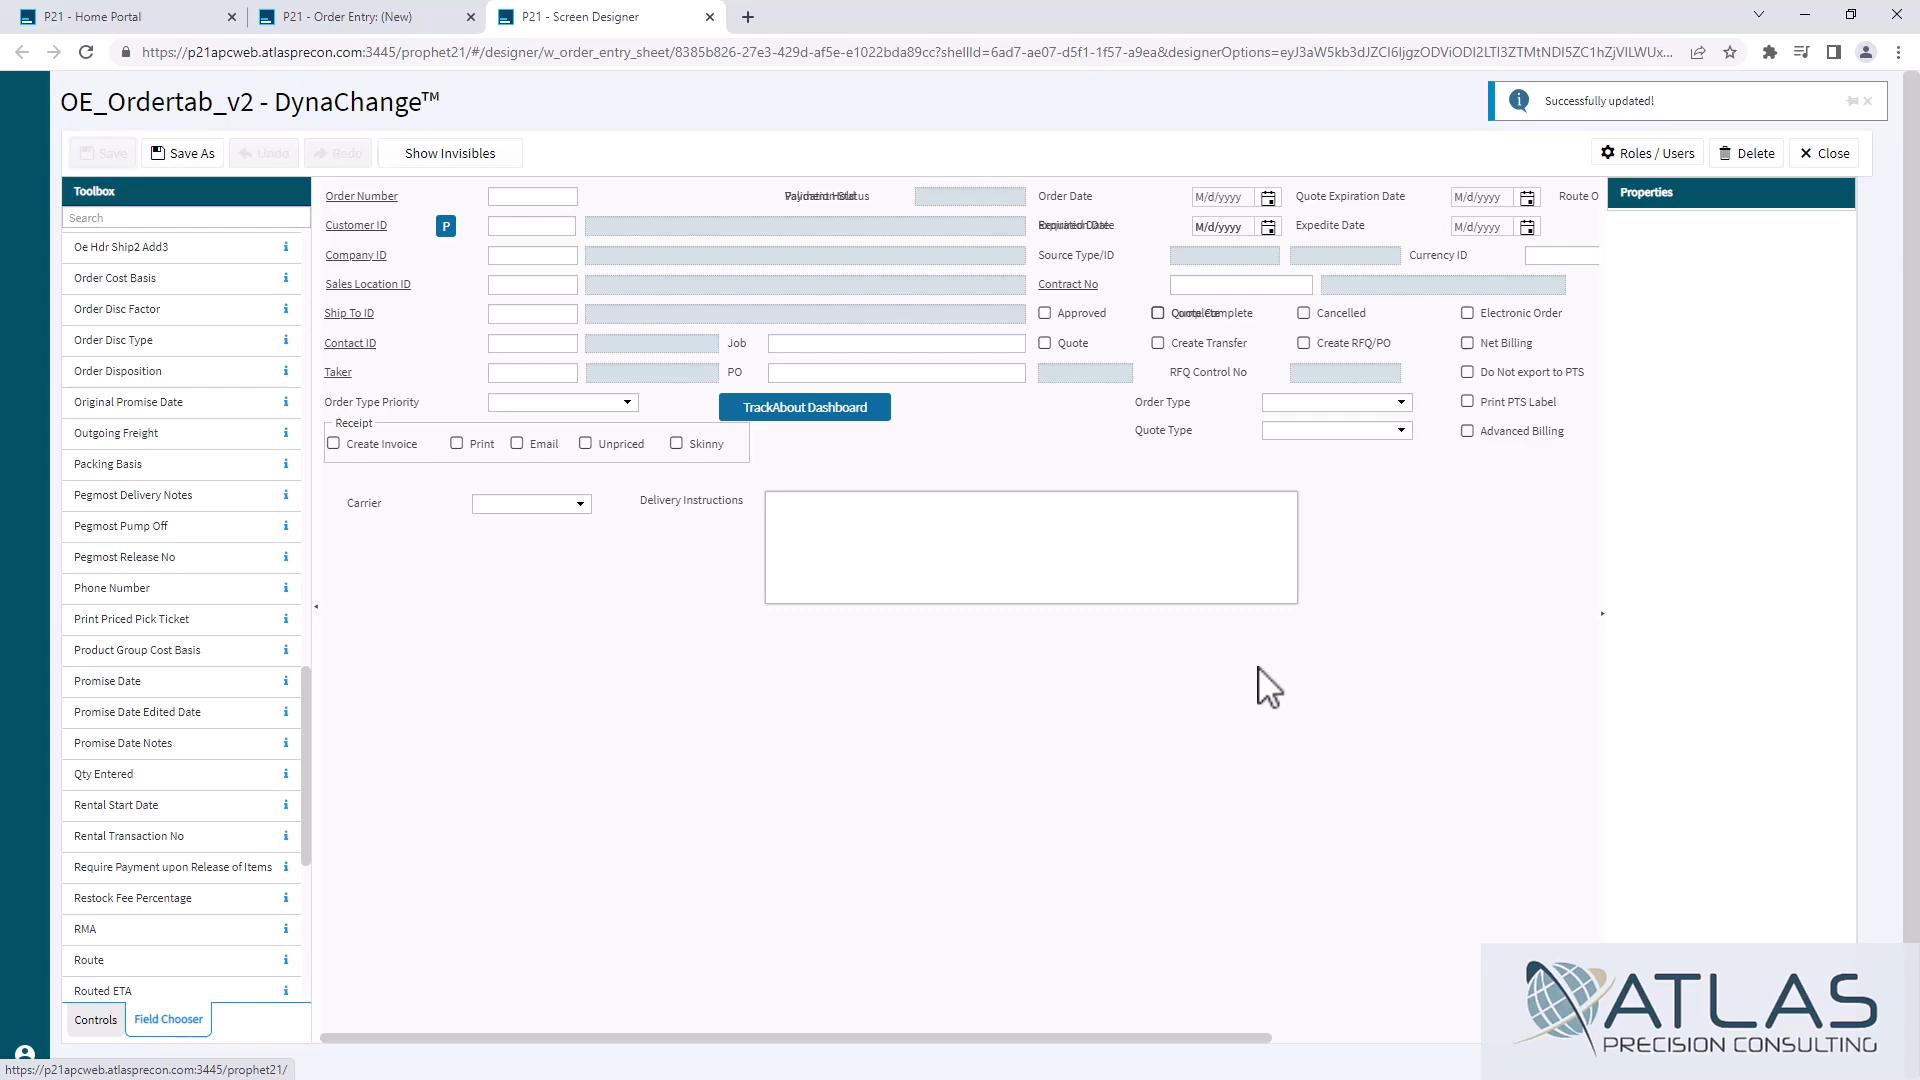 P21 - Home Portal
P21 - Order Entry: (New)
P21 - Screen Designer
https://p21apcweb.atlasprecon.com:3445/prophet21/#/designer/w_order_entry_sheet/8385b826-27e3-429d-af5e-e1022bda89cc?shellId=6ad7-ae07-d5f1-1f57-a9ea&designerOptions=eyJ3aW5kb3dJZCI6IjgzODViODI2LTI3ZTMtNDI5ZC1hZjVlLWUx...
OE_Ordertab_v2 - DynaChange™
Successfully updated!
Save
Save As
Undo
Redo
Show Invisibles
Roles / Users
Delete
Close
Toolbox
Search
Oe Hdr Ship2 Add3
Order Cost Basis
Order Disc Factor
Order Disc Type
Order Disposition
Original Promise Date
Outgoing Freight
Packing Basis
Pegmost Delivery Notes
Pegmost Pump Off
Pegmost Release No
Phone Number
Print Priced Pick Ticket
Product Group Cost Basis
Promise Date
Promise Date Edited Date
Promise Date Notes
Qty Entered
Rental Start Date
Rental Transaction No
Require Payment upon Release of Items
Restock Fee Percentage
RMA
Route
Routed ETA
Controls
Field Chooser
Order Number
Order Date
M/d/yyyy
Quote Expiration Date
M/d/yyyy
Route O
Customer ID
P
M/d/yyyy
Expedite Date
M/d/yyyy
Company ID
Source Type/ID
Currency ID
Sales Location ID
Contract No
Ship To ID
Approved
Cancelled
Electronic Order
Contact ID
Job
Quote
Create Transfer
Create RFQ/PO
Net Billing
Taker
PO
RFQ Control No
Do Not export to PTS
Order Type Priority
TrackAbout Dashboard
Order Type
Print PTS Label
Receipt
Create Invoice
Print
Email
Unpriced
Skinny
Quote Type
Advanced Billing
Carrier
Delivery Instructions
Properties
ATLAS
PRECISION CONSULTING
https://p21apcweb.atlasprecon.com:3445/prophet21/